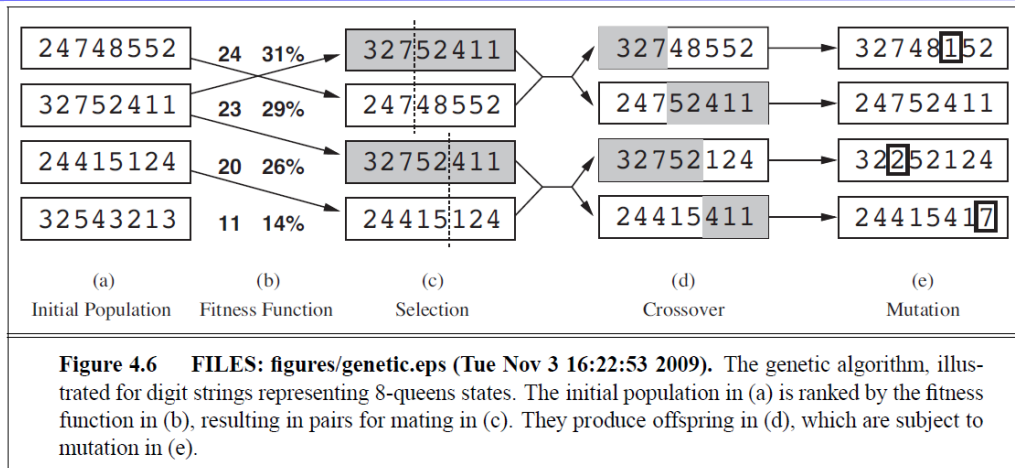 24748552 24 31% 32752411 32748552 32748152
32752411 23 29% 24748552 24752411 24752411
24415124 20 26% 32752411 32752124 32252124
32543213 11 14% 24415124 24415411 24415417
(a) (b) (c) (d) (e)
Initial Population Fitness Function Selection Crossover Mutation
Figure 4.6 FILES: figures/genetic.eps (Tue Nov 3 16:22:53 2009). The genetic algorithm, illus-
trated for digit strings representing 8-queens states. The initial population in (a) is ranked by the fitness
function in (b), resulting in pairs for mating in (c). They produce offspring in (d), which are subject to
mutation in (e).